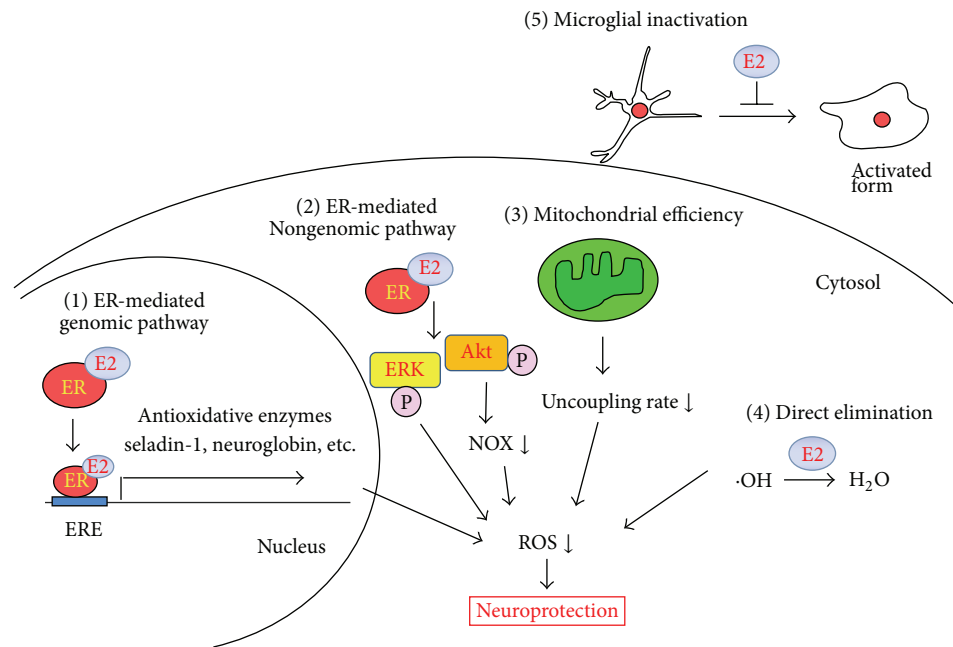 (5) Microglial inactivation
E2
Activated
form
(2) ER-mediated
Nongenomic pathway
E2
ER
(3) Mitochondrial efficiency
Cytosol
(1) ER-mediated
genomic pathway
E2
ER
ERK
P
Akt
P
Uncoupling rate ↓
NOX ↓
(4) Direct elimination
E2
·OH
H₂O
Antioxidative enzymes
seladin-1, neuroglobin, etc.
E2
ER
ERE
Nucleus
ROS ↓
Neuroprotection